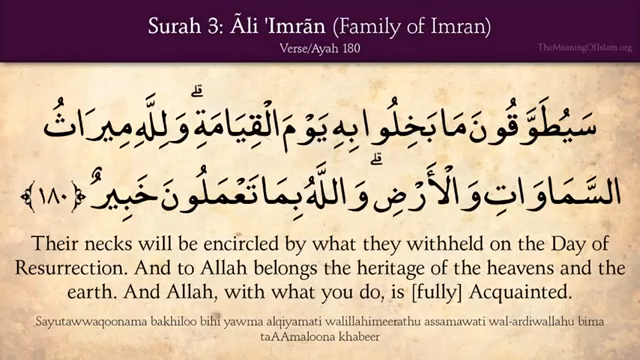 Surah 3: Ãli 'Imrãn (Family of Imran)
Verse/Ayah 180
TheMeaningOfIslam.org
سَيُطَوَّقُونَ مَا بَخِلُوا بِهِ يَوْمَ الْقِيَامَةِ ۗ وَلِلَّهِ مِيرَاثُ
السَّمَاوَاتِ وَالْأَرْضِ ۗ وَاللَّهُ بِمَا تَعْمَلُونَ خَبِيرٌ ﴿١٨٠﴾
Their necks will be encircled by what they withheld on the Day of
Resurrection. And to Allah belongs the heritage of the heavens and the
earth. And Allah, with what you do, is [fully] Acquainted.
Sayutawwaqoonama bakhiloo bihi yawma alqiyamati walillahimeerathu assamawati wal-ardiwallahu bima
taAAmaloona khabeer